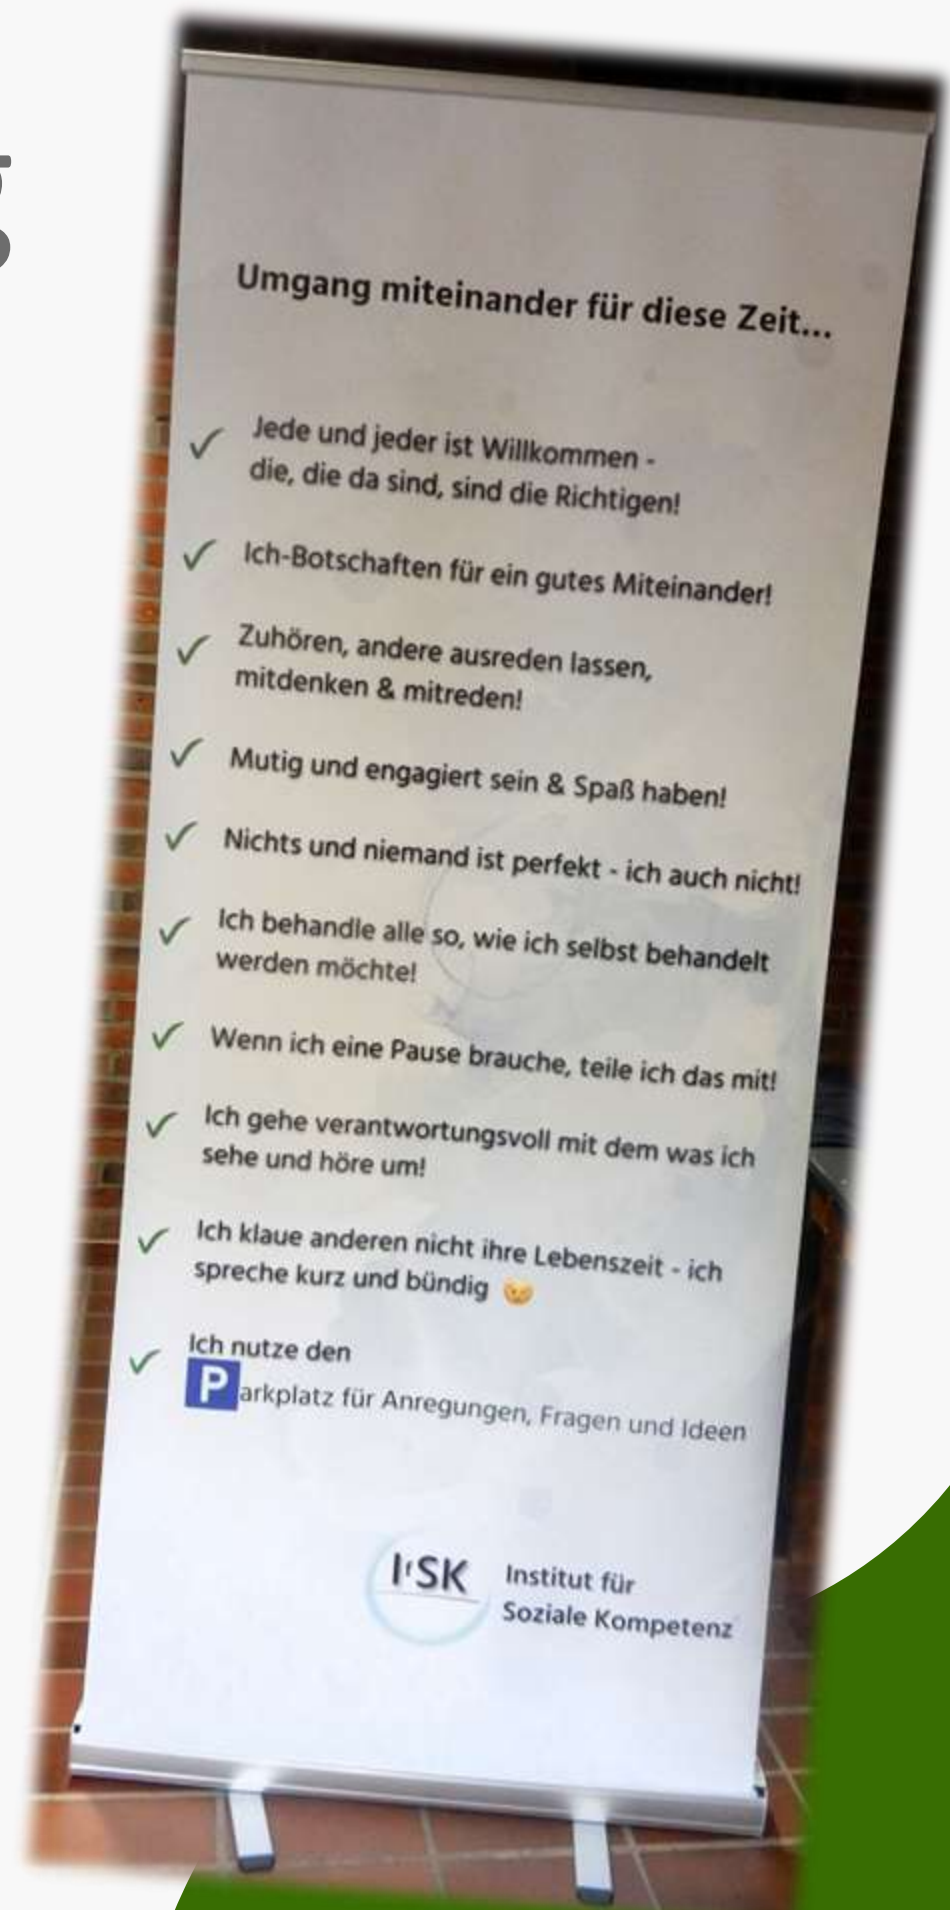 Umgang miteinander für diese Zeit...
Jede und jeder ist Willkommen -
die, die da sind, sind die Richtigen!
Ich-Botschaften für ein gutes Miteinander!
Zuhören, andere ausreden lassen,
mitdenken & mitreden!
Mutig und engagiert sein & Spaß haben!
Nichts und niemand ist perfekt - ich auch nicht!
Ich behandle alle so, wie ich selbst behandelt
werden möchte!
Wenn ich eine Pause brauche, teile ich das mit!
Ich gehe verantwortungsvoll mit dem was ich
sehe und höre um!
Ich klaue anderen nicht ihre Lebenszeit - ich
spreche kurz und bündig 😉
Ich nutze den
Parkplatz für Anregungen, Fragen und Ideen
IfSK
Institut für
Soziale Kompetenz